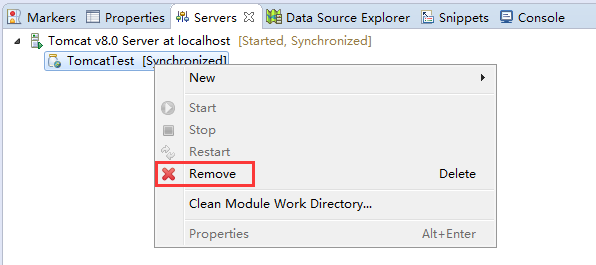 Markers Properties Servers Data Source Explorer Snippets Console
Tomcat v8.0 Server at localhost [Started, Synchronized]
TomcatTest [Synchronized]
New
Start
Stop
Restart
Remove Delete
Clean Module Work Directory...
Properties Alt+Enter